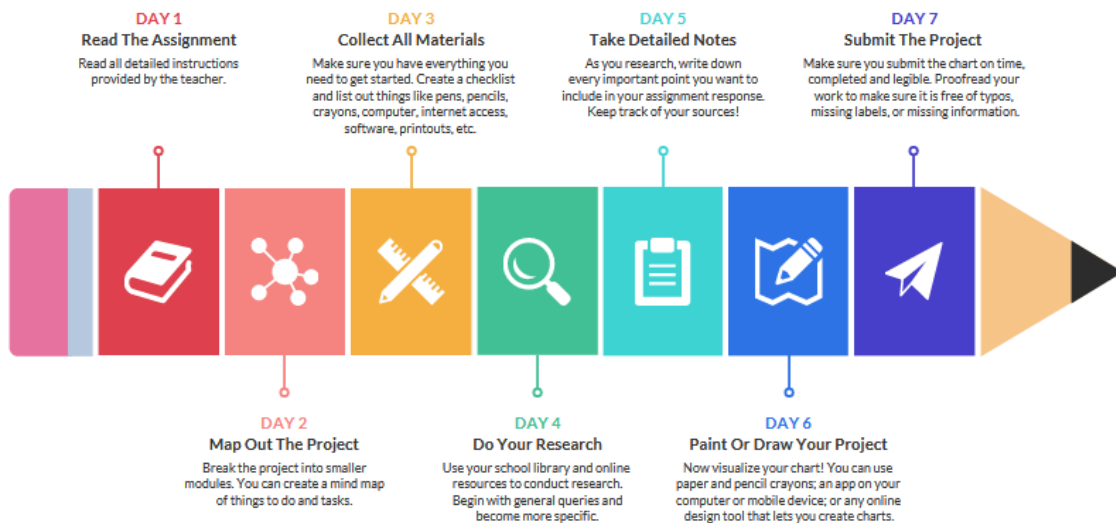 DAY 1
Read The Assignment
Read all detailed instructions
provided by the teacher.
DAY 3
Collect All Materials
Make sure you have everything you
need to get started. Create a checklist
and list out things like pens, pencils,
crayons, computer, internet access,
software, printouts, etc.
DAY 5
Take Detailed Notes
As you research, write down
every important point you want to
include in your assignment response.
Keep track of your sources!
DAY 7
Submit The Project
Make sure you submit the chart on time,
completed and legible. Proofread your
work to make sure it is free of typos,
missing labels, or missing information.
DAY 2
Map Out The Project
Break the project into smaller
modules. You can create a mind map
of things to do and tasks.
DAY 4
Do Your Research
Use your school library and online
resources to conduct research.
Begin with general queries and
become more specific.
DAY 6
Paint Or Draw Your Project
Now visualize your chart! You can use
paper and pencil crayons; an app on your
computer or mobile device; or any online
design tool that lets you create charts.